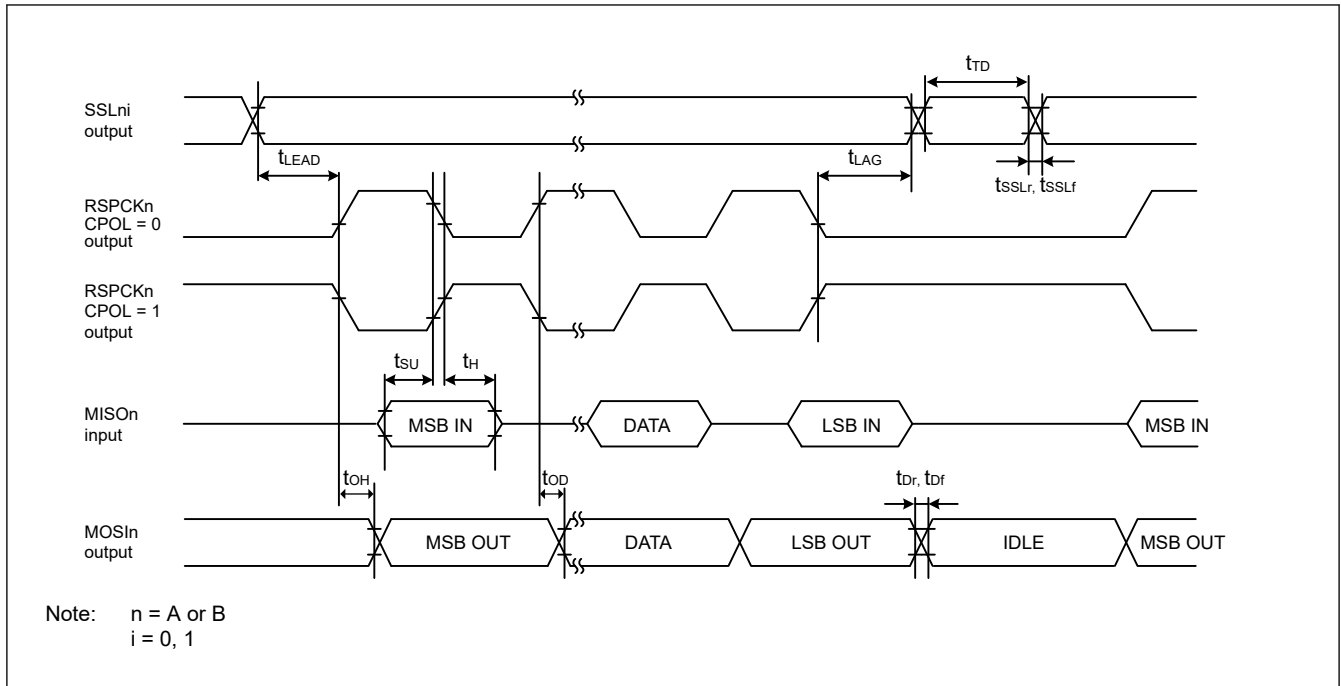 tTD
SSLni
output
tLEAD
tLAG
tSSLr, tSSLf
RSPCKn
CPOL = 0
output
RSPCKn
CPOL = 1
output
tSU
tH
MISOn
input
MSB IN
DATA
LSB IN
MSB IN
tOH
tOD
tDr, tDf
MOSIn
output
MSB OUT
DATA
LSB OUT
IDLE
MSB OUT
Note: n = A or B
i = 0, 1